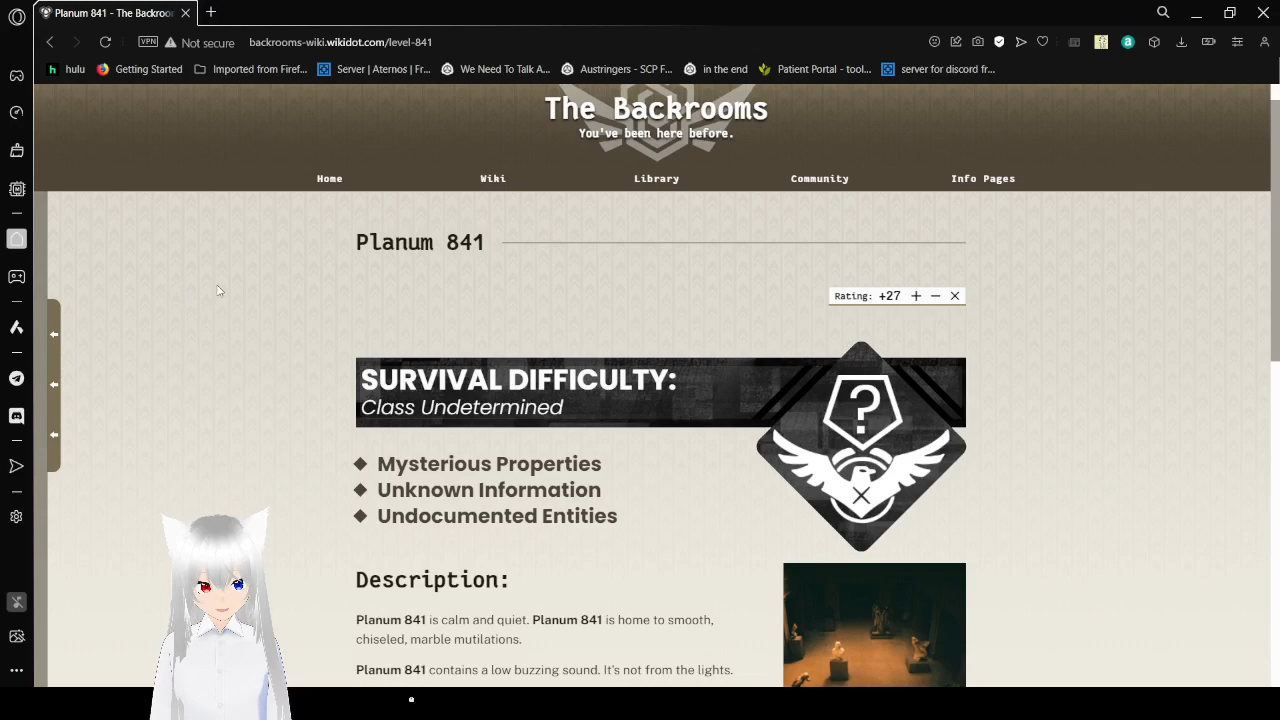 Planum 841 - The Backroor
VPN
Not secure
backrooms-wiki.wikidot.com/level-841
hulu
Getting Started
Imported from Firef...
Server | Aternos | Fr...
We Need To Talk A...
Austringers - SCP F...
in the end
Patient Portal - tool...
server for discord fr...
The Backrooms
You've been here before.
Home
Wiki
Library
Community
Info Pages
Planum 841
Rating: +27 + − ×
SURVIVAL DIFFICULTY:
Class Undetermined
?
Mysterious Properties
Unknown Information
Undocumented Entities
Description:
Planum 841 is calm and quiet. Planum 841 is home to smooth,
chiseled, marble mutilations.
Planum 841 contains a low buzzing sound. It's not from the lights.